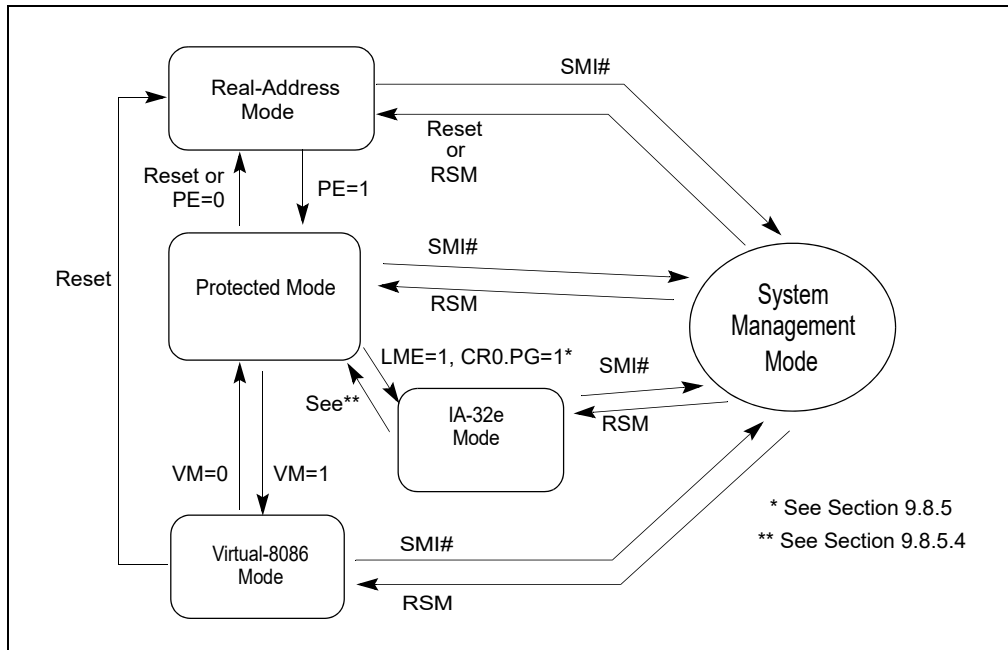 SMI#
Real-Address
Mode
Reset
or
RSM
Reset or
PE=0
PE=1
SMI#
Reset
Protected Mode
RSM
System
Management
Mode
LME=1, CR0.PG=1*
SMI#
See**
IA-32e
Mode
RSM
VM=0
VM=1
* See Section 9.8.5
** See Section 9.8.5.4
Virtual-8086
Mode
SMI#
RSM